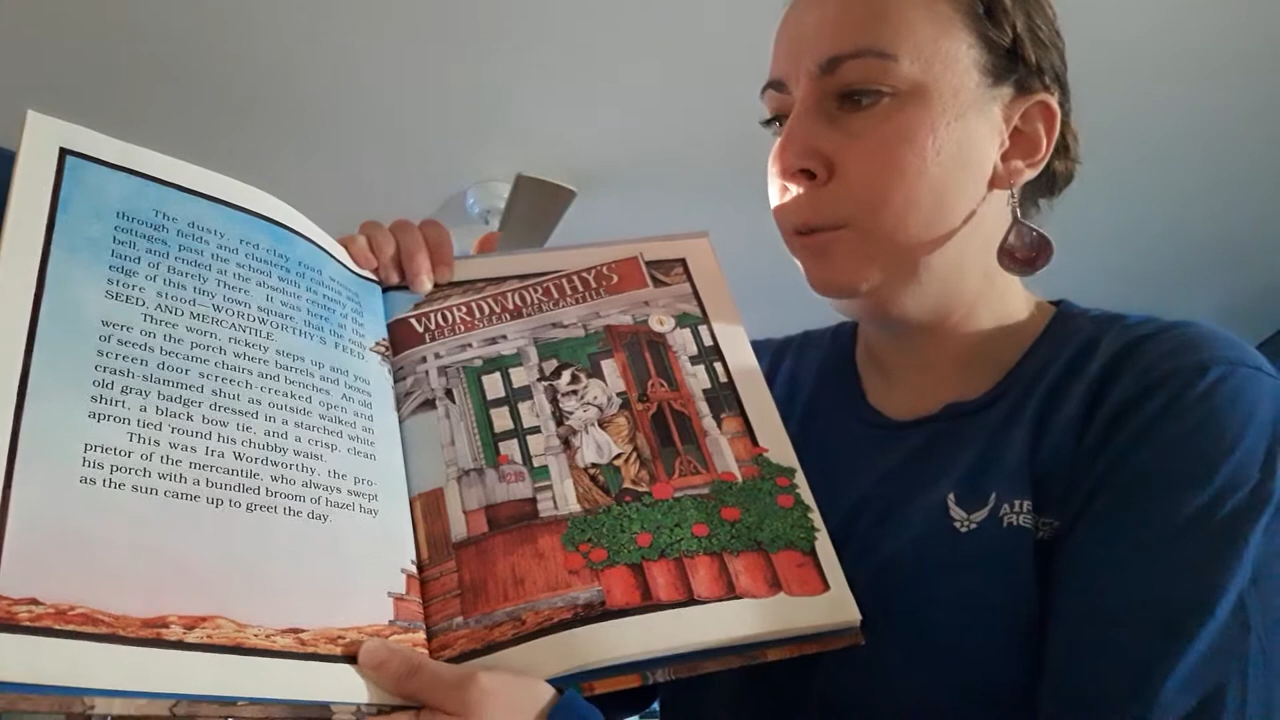 The dusty, red-clay road wound
through fields and clusters of cabins and
cottages, past the school with its rusty old
bell, and ended at the absolute center of the
land of Barely There. It was here, at the
edge of this tiny town square, that the only
store stood—WORDWORTHY'S FEED,
SEED, AND MERCANTILE.
Three worn, rickety steps up and you
were on the porch where barrels and boxes
of seeds became chairs and benches. An old
screen door screech-creaked open and
crash-slammed shut as outside walked an
old gray badger dressed in a starched white
shirt, a black bow tie, and a crisp, clean
apron tied 'round his chubby waist.
This was Ira Wordworthy, the pro-
prietor of the mercantile, who always swept
his porch with a bundled broom of hazel hay
as the sun came up to greet the day.
WORDWORTHY'S
FEED·SEED·MERCANTILE
AIR